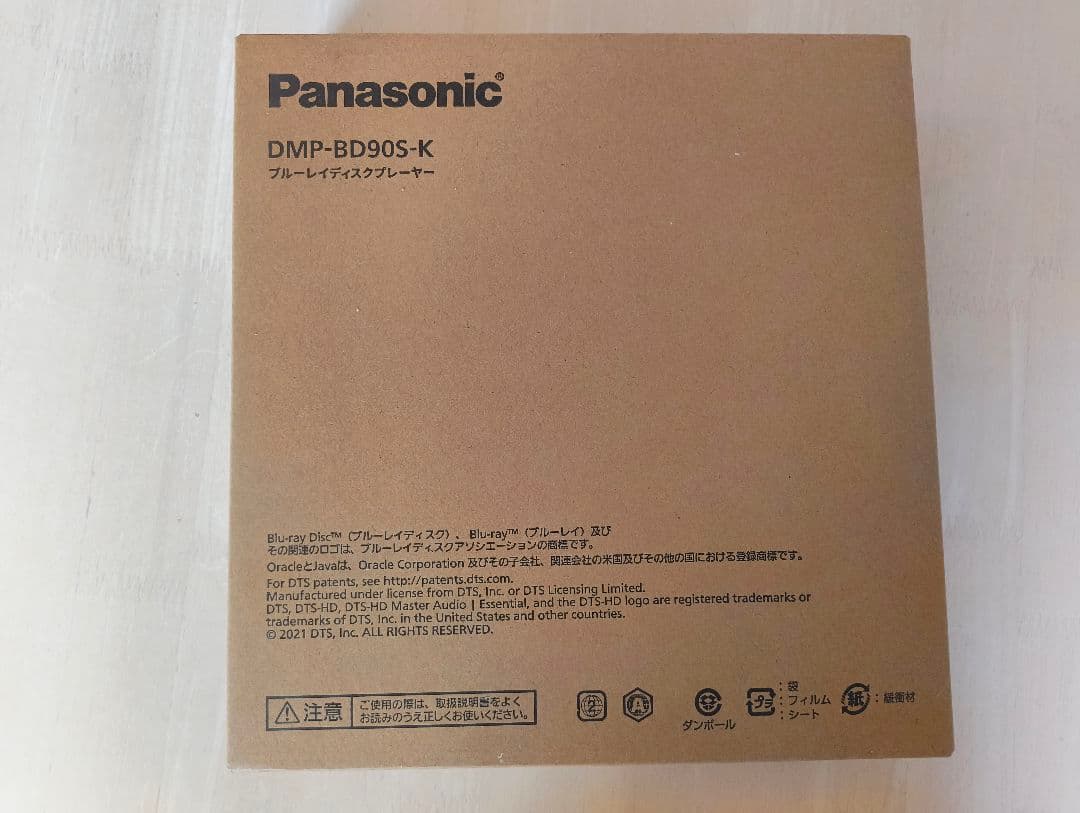 Panasonic®
DMP-BD90S-K
ブルーレイディスクプレーヤー
Blu-ray Disc™（ブルーレイディスク）、Blu-ray™（ブルーレイ）及び
その関連のロゴは、ブルーレイディスクアソシエーションの商標です。
OracleとJavaは、Oracle Corporation 及びその子会社、関連会社の米国及びその他の国における登録商標です。
For DTS patents, see http://patents.dts.com.
Manufactured under license from DTS, Inc. or DTS Licensing Limited.
DTS, DTS-HD, DTS-HD Master Audio | Essential, and the DTS-HD logo are registered trademarks or
trademarks of DTS, Inc. in the United States and other countries.
© 2021 DTS, Inc. ALL RIGHTS RESERVED.
注意
ご使用の際は、取扱説明書をよく
お読みのうえ正しくお使いください。
2
A
ダンボール
プラ
：袋
：フィルム
：シート
紙：緩衝材